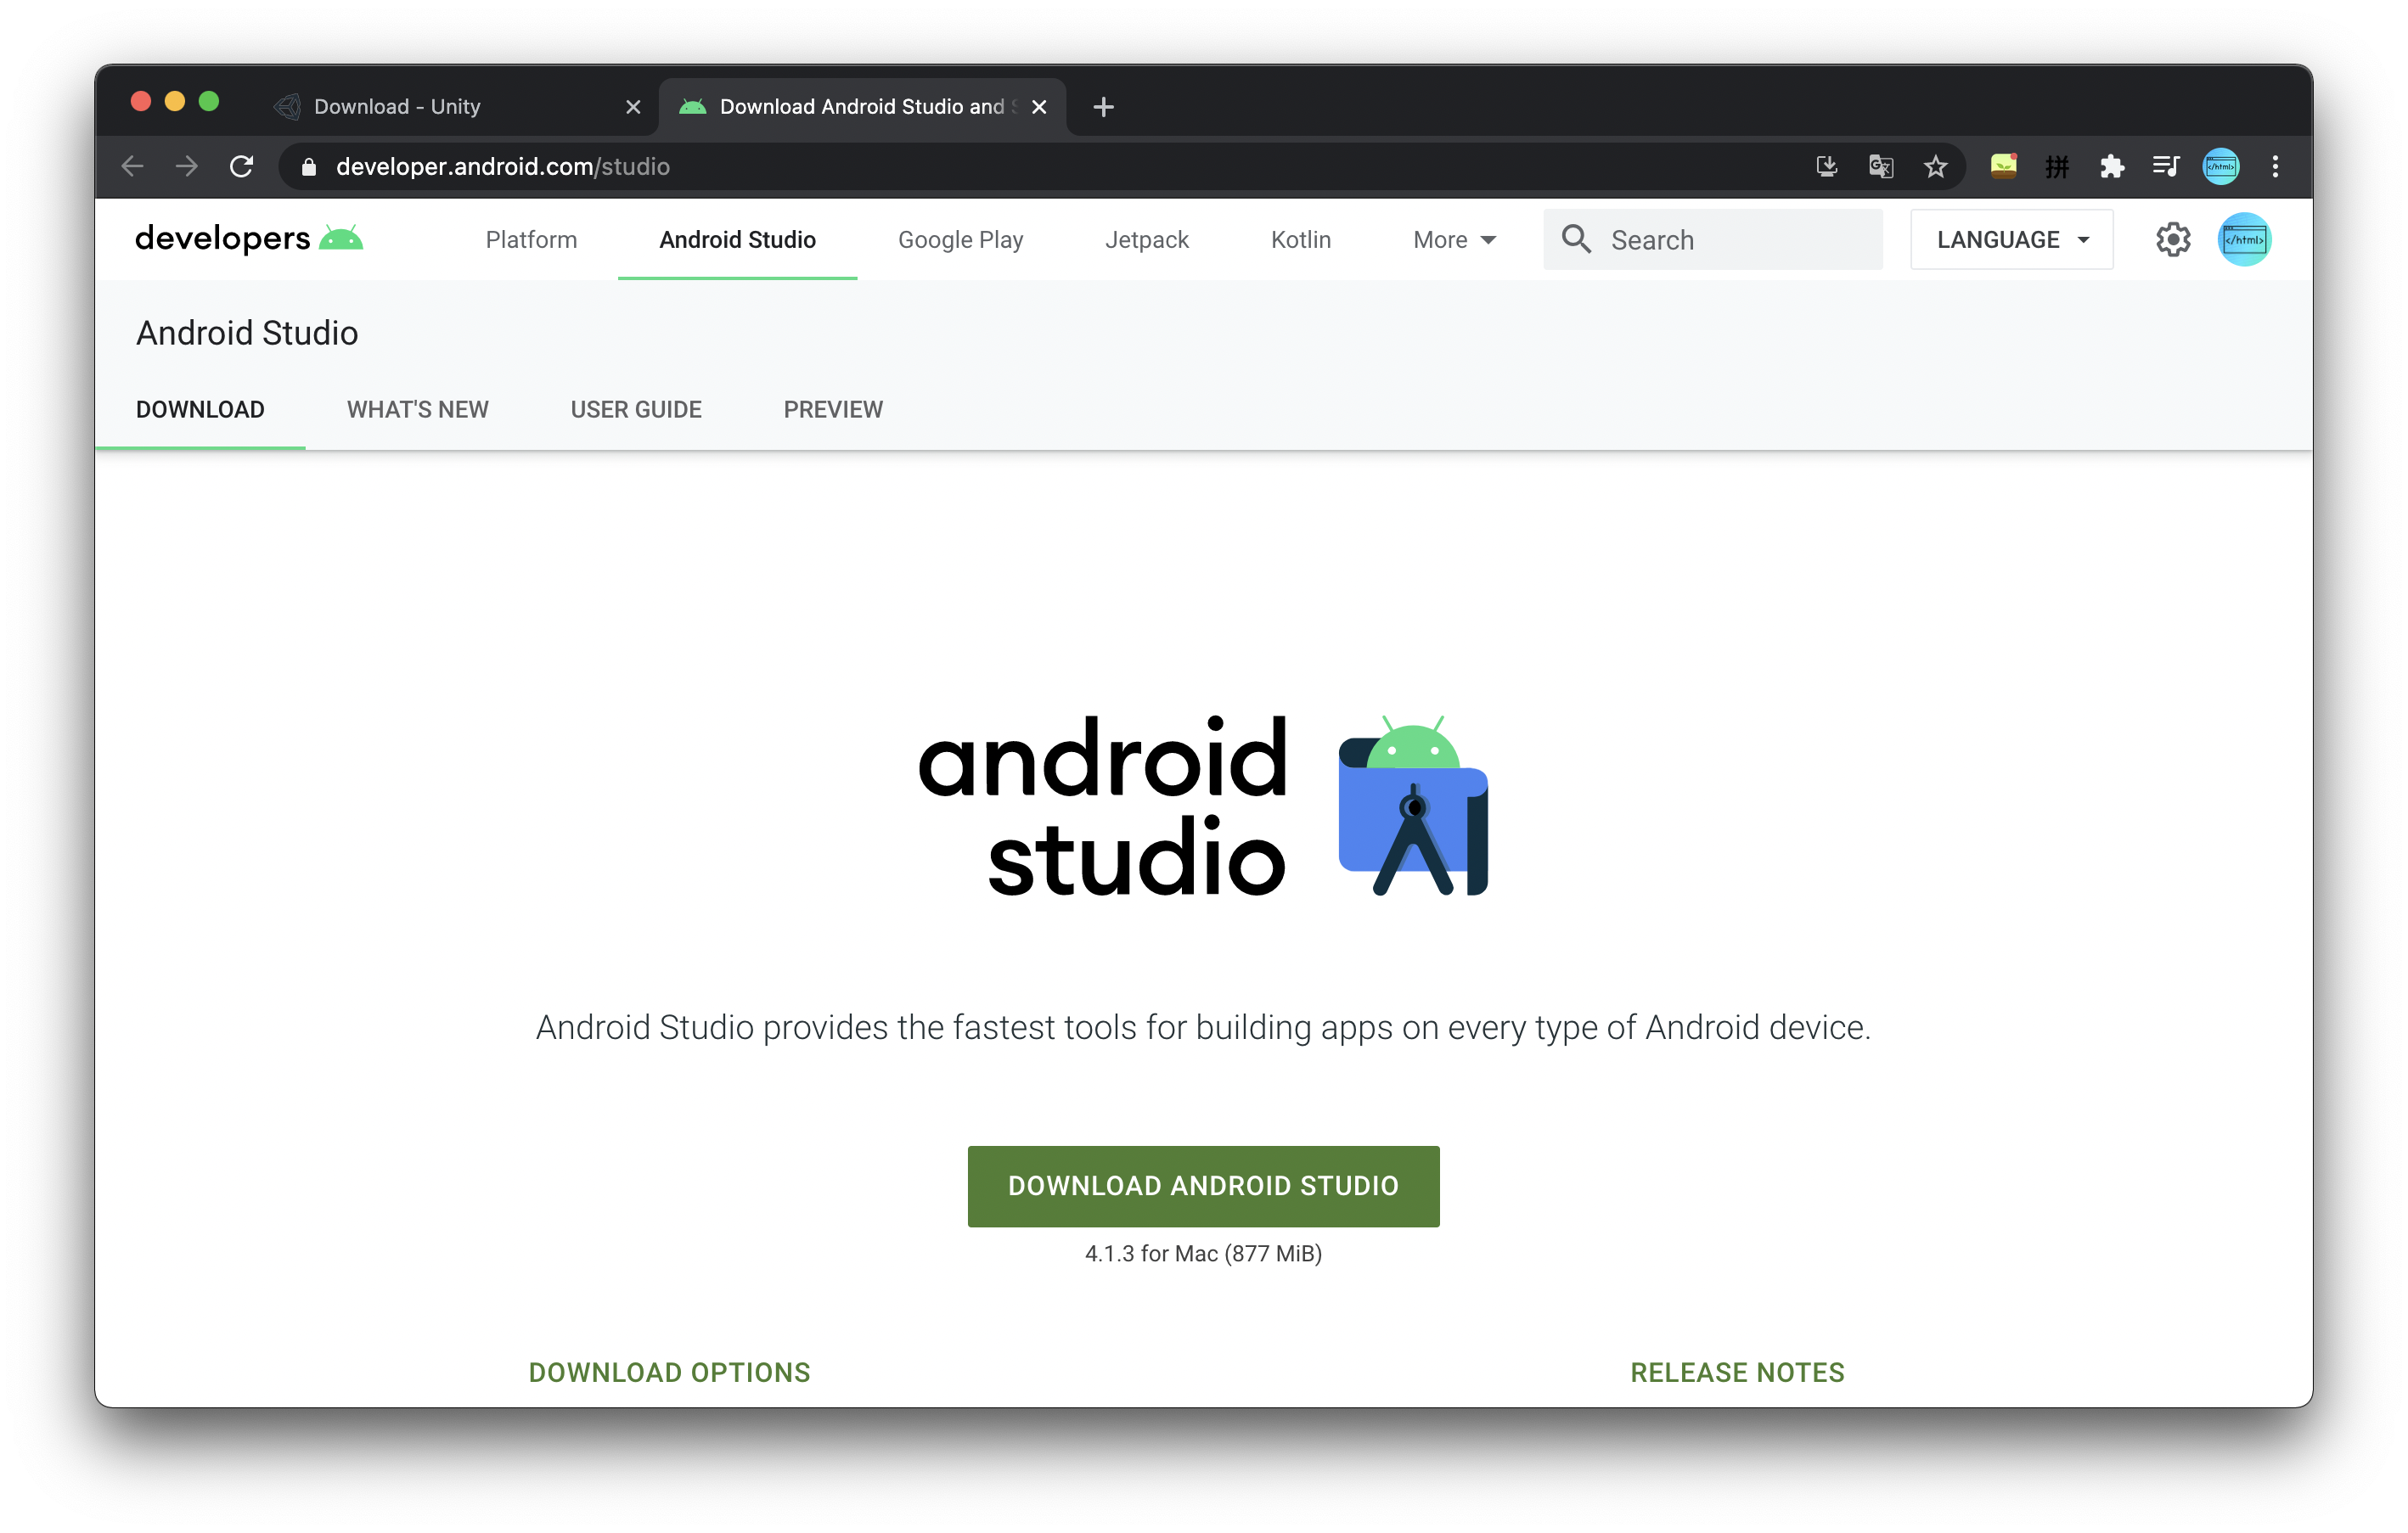 Download - Unity
Download Android Studio and
developer.android.com/studio
拼
</html>
developers
Platform
Android Studio
Google Play
Jetpack
Kotlin
More
Search
LANGUAGE
</html>
Android Studio
DOWNLOAD
WHAT'S NEW
USER GUIDE
PREVIEW
android
studio
Android Studio provides the fastest tools for building apps on every type of Android device.
DOWNLOAD ANDROID STUDIO
4.1.3 for Mac (877 MiB)
DOWNLOAD OPTIONS
RELEASE NOTES